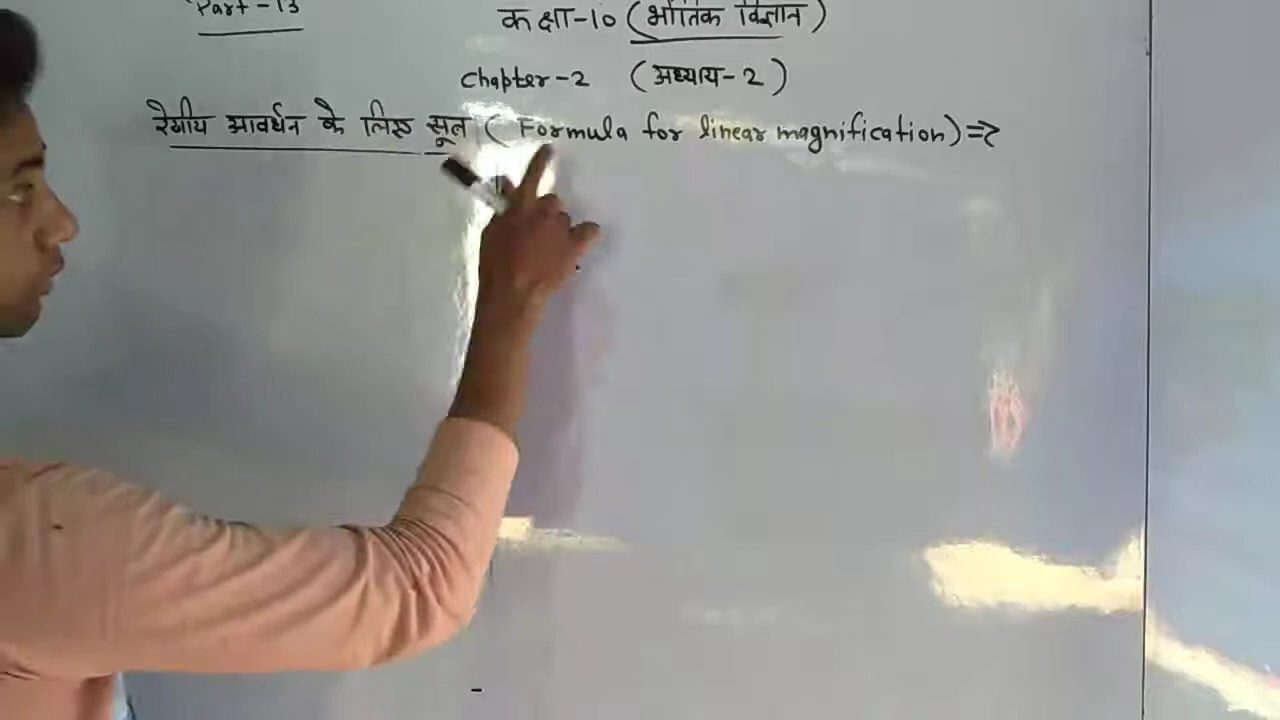 Part-13
कक्षा-10 (भौतिक विज्ञान)
Chapter-2 (अध्याय-2)
रेखीय आवर्धन के लिए सूत्र (Formula for linear magnification)⇒